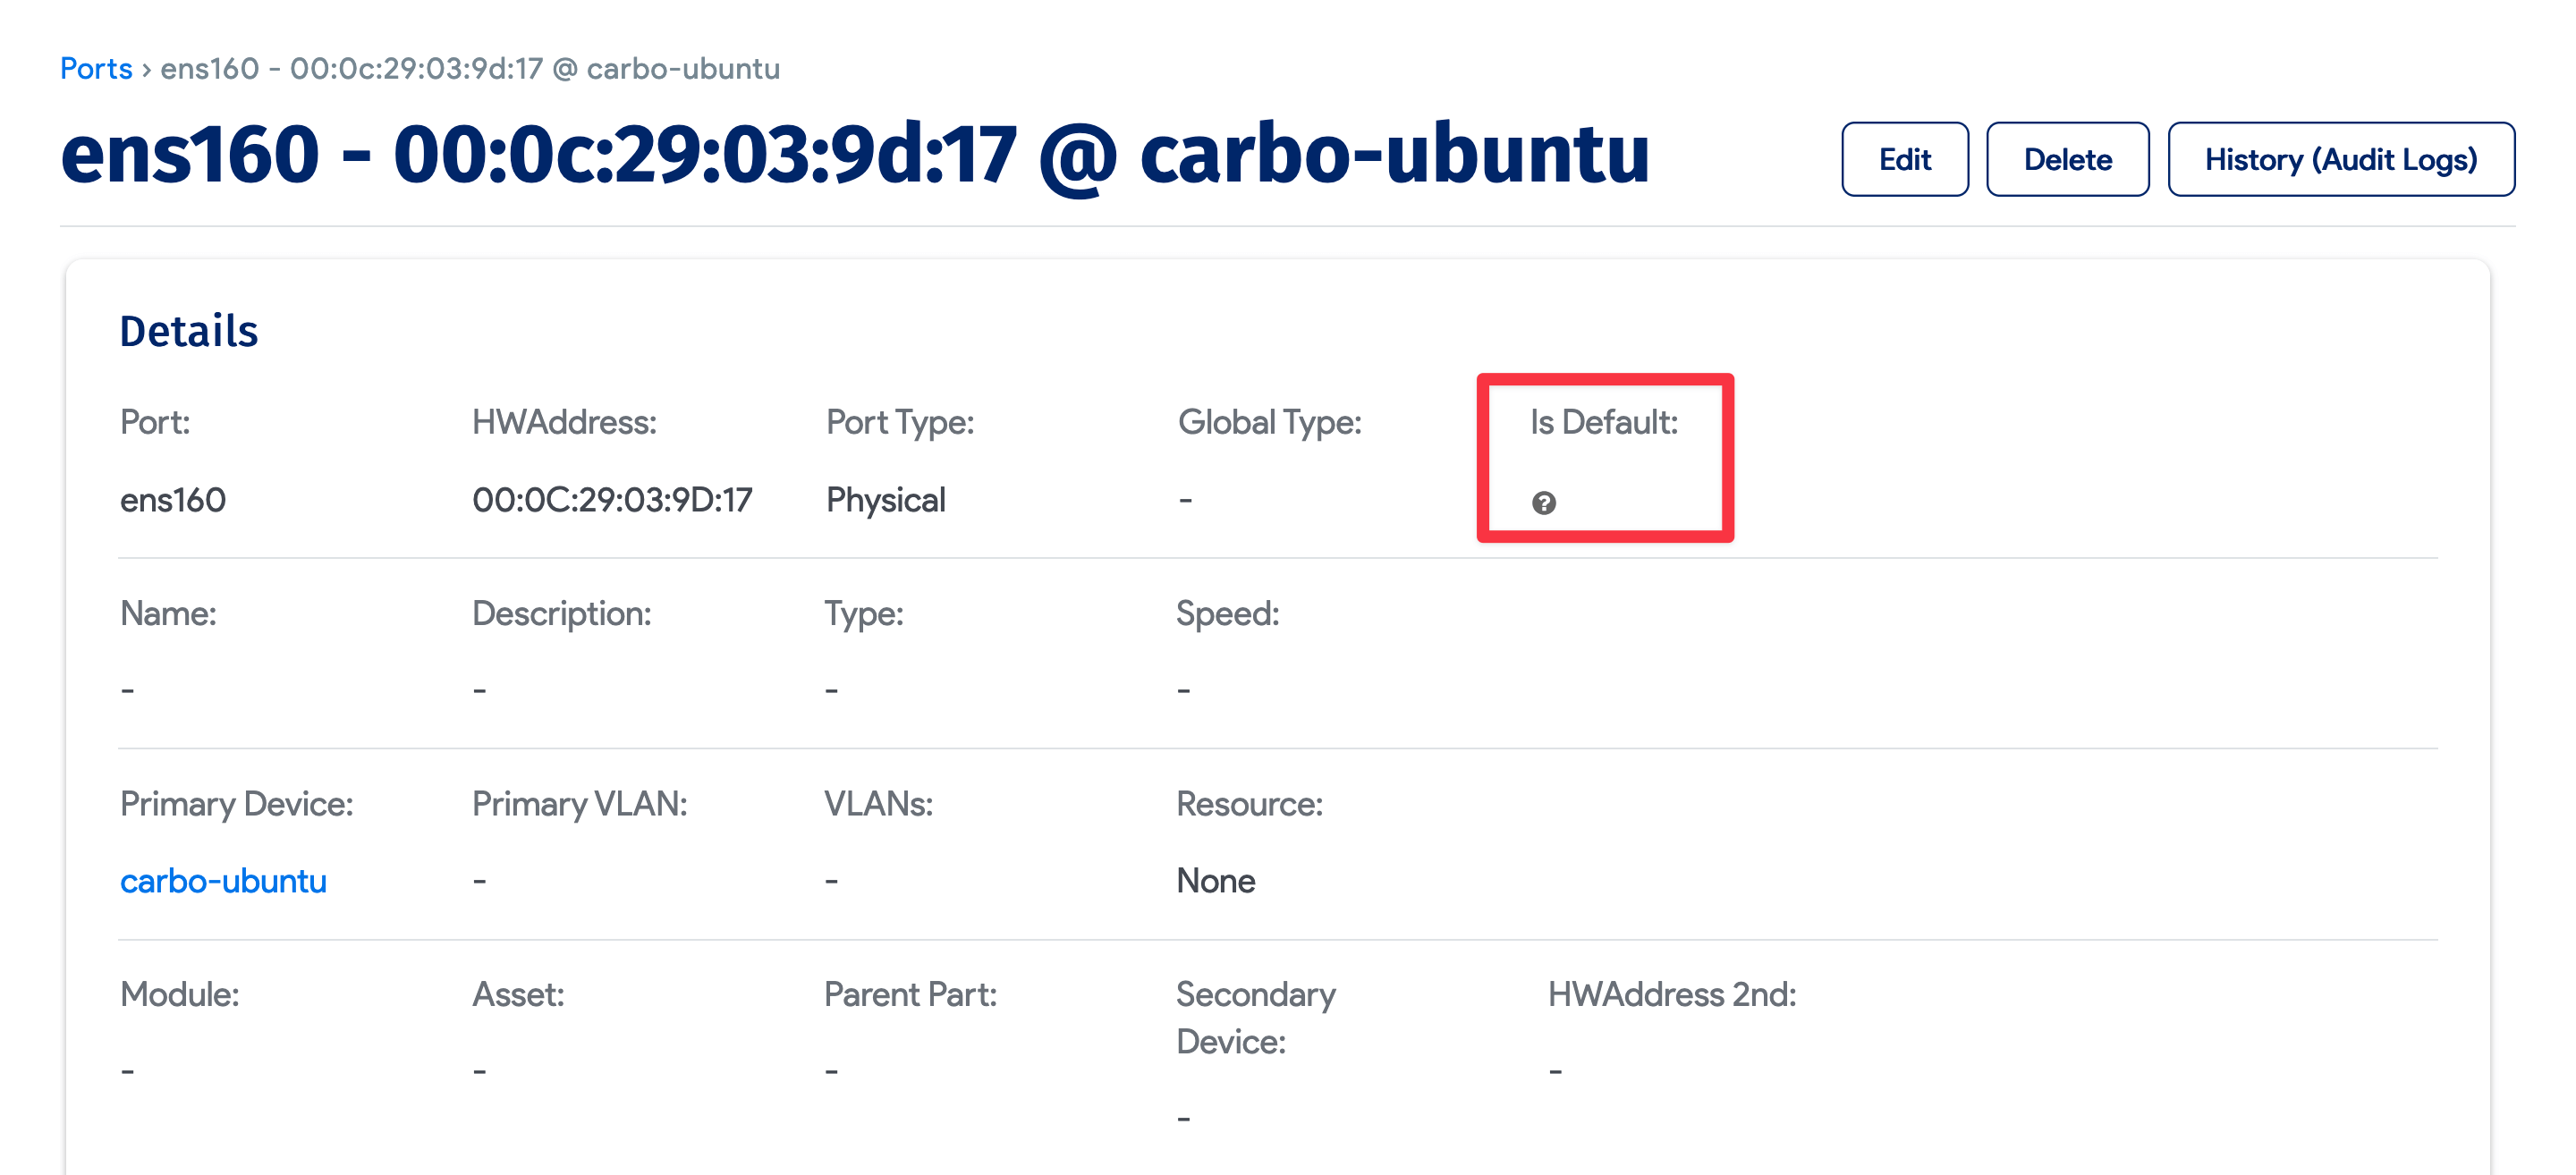 Ports › ens160 - 00:0c:29:03:9d:17 @ carbo-ubuntu
ens160 - 00:0c:29:03:9d:17 @ carbo-ubuntu
Edit
Delete
History (Audit Logs)
Details
Port: HWAddress: Port Type: Global Type: Is Default:
ens160 00:0C:29:03:9D:17 Physical - ?
Name: Description: Type: Speed:
- - - -
Primary Device: Primary VLAN: VLANs: Resource:
carbo-ubuntu - - None
Module: Asset: Parent Part: Secondary Device: HWAddress 2nd:
- - - - -